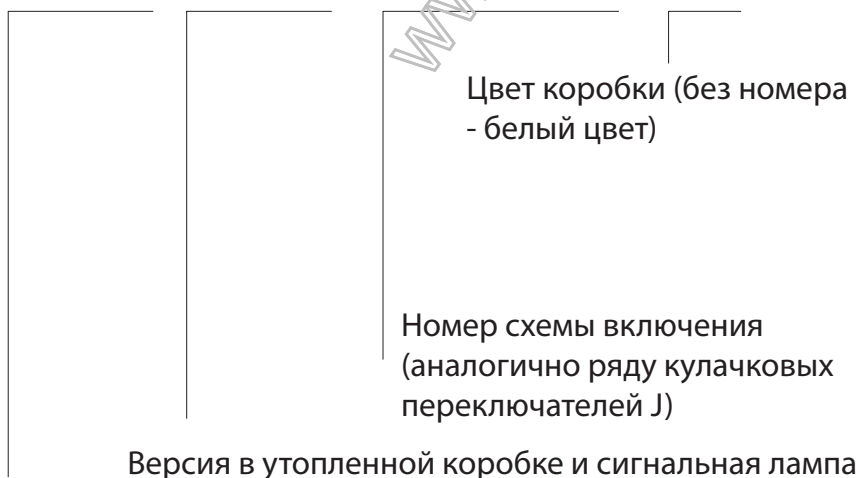 Цвет коробки (без номера
- белый цвет)
Номер схемы включения
(аналогично ряду кулачковых
переключателей J)
Версия в утопленной коробке и сигнальная лампа